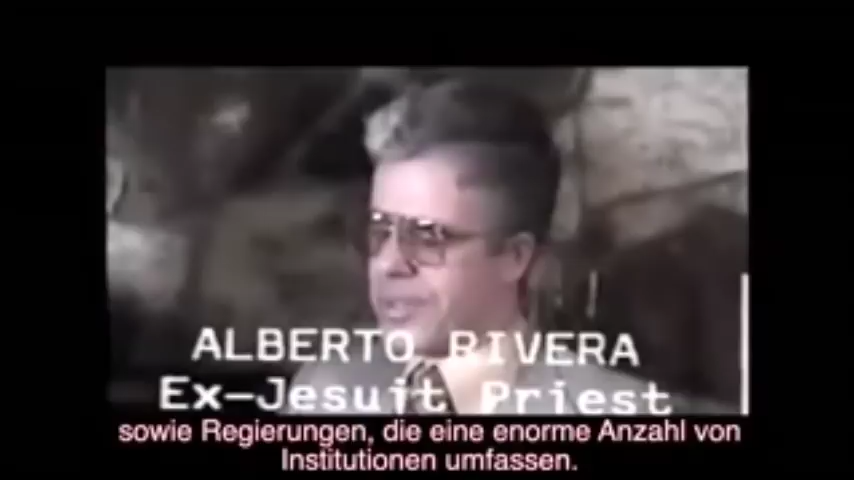 ALBERTO RIVERA
Ex-Jesuit Priest
sowie Regierungen, die eine enorme Anzahl von
Institutionen umfassen.